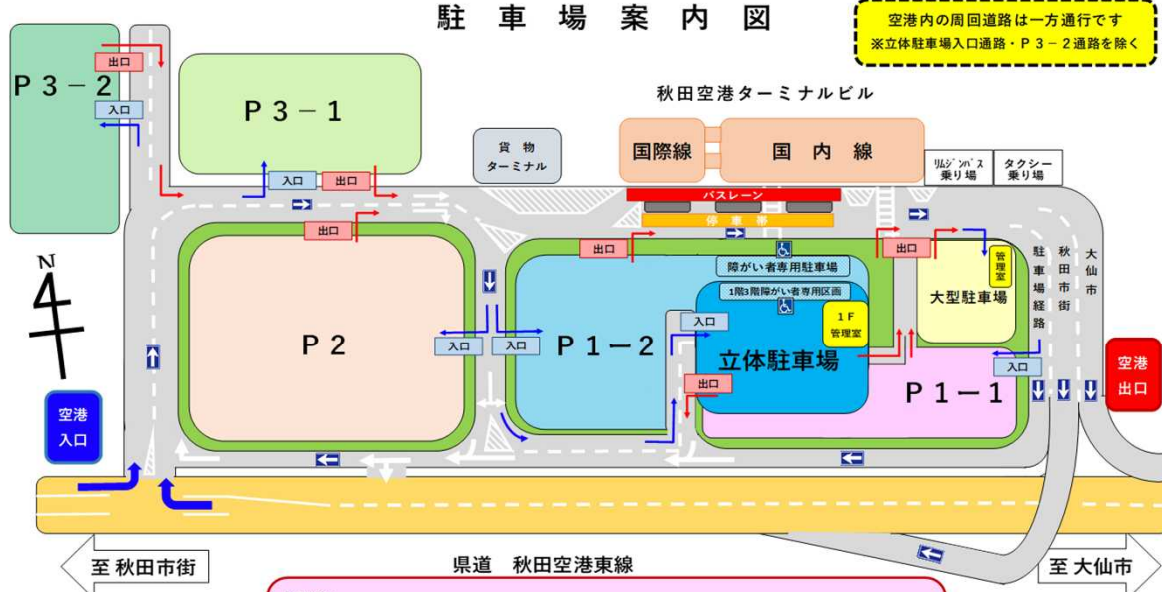 駐車場案内図
空港内の周回道路は一方通行です
※立体駐車場入口通路・P3-2通路を除く
P3-2
出口
入口
P3-1
入口
出口
貨物
ターミナル
秋田空港ターミナルビル
国際線
国内線
リムジンバス
乗り場
タクシー
乗り場
バスレーン
停車帯
出口
出口
出口
障がい者専用駐車場
1階3階障がい者専用区画
管理室
大型駐車場
駐車場経路
秋田市街
大仙市
N
P2
入口
入口
P1-2
入口
1F
管理室
立体駐車場
出口
P1-1
入口
空港
入口
空港
出口
至 秋田市街
県道 秋田空港東線
至 大仙市